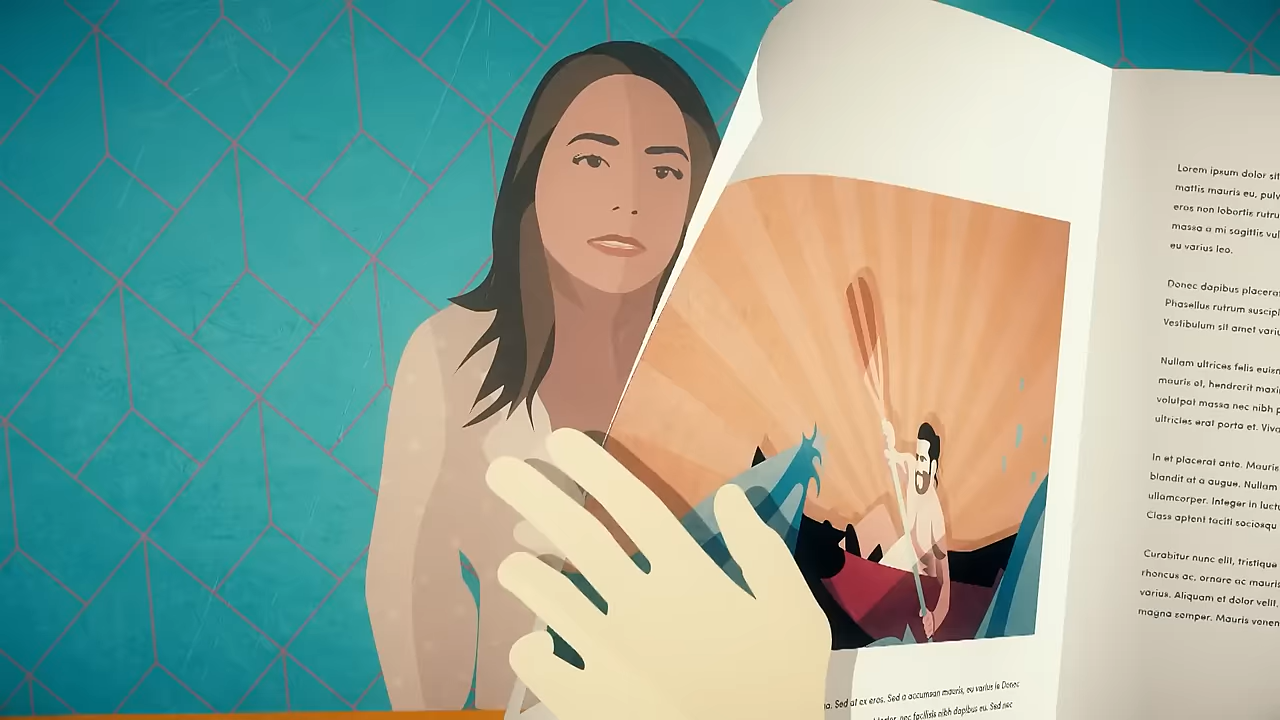 Lorem ipsum dolor sit
mattis mauris eu, pulv
eros non lobortis rutru
massa a mi sagittis vul
eu varius leo.
Donec dapibus placerat
Phasellus rutrum suscip
Vestibulum sit amet variu
Nullam ultrices felis euism
mauris at, hendrerit maxi
volutpat massa nec nibh p
ultricies erat porta et. Viva
In et placerat ante. Mauris
blandit at a augue. Nullam
ullamcorper. Integer in luctu
Class aptent taciti sociosqu
Curabitur nunc elit, tristique
rhoncus ac, ornare ac mauris
varius. Aliquam et dolor velit,
magna semper. Mauris venen
Sed at ex eros. Sed a accumsan mauris, eu varius le Donec
nec facilisis nibh dapibus eu. Sed nec